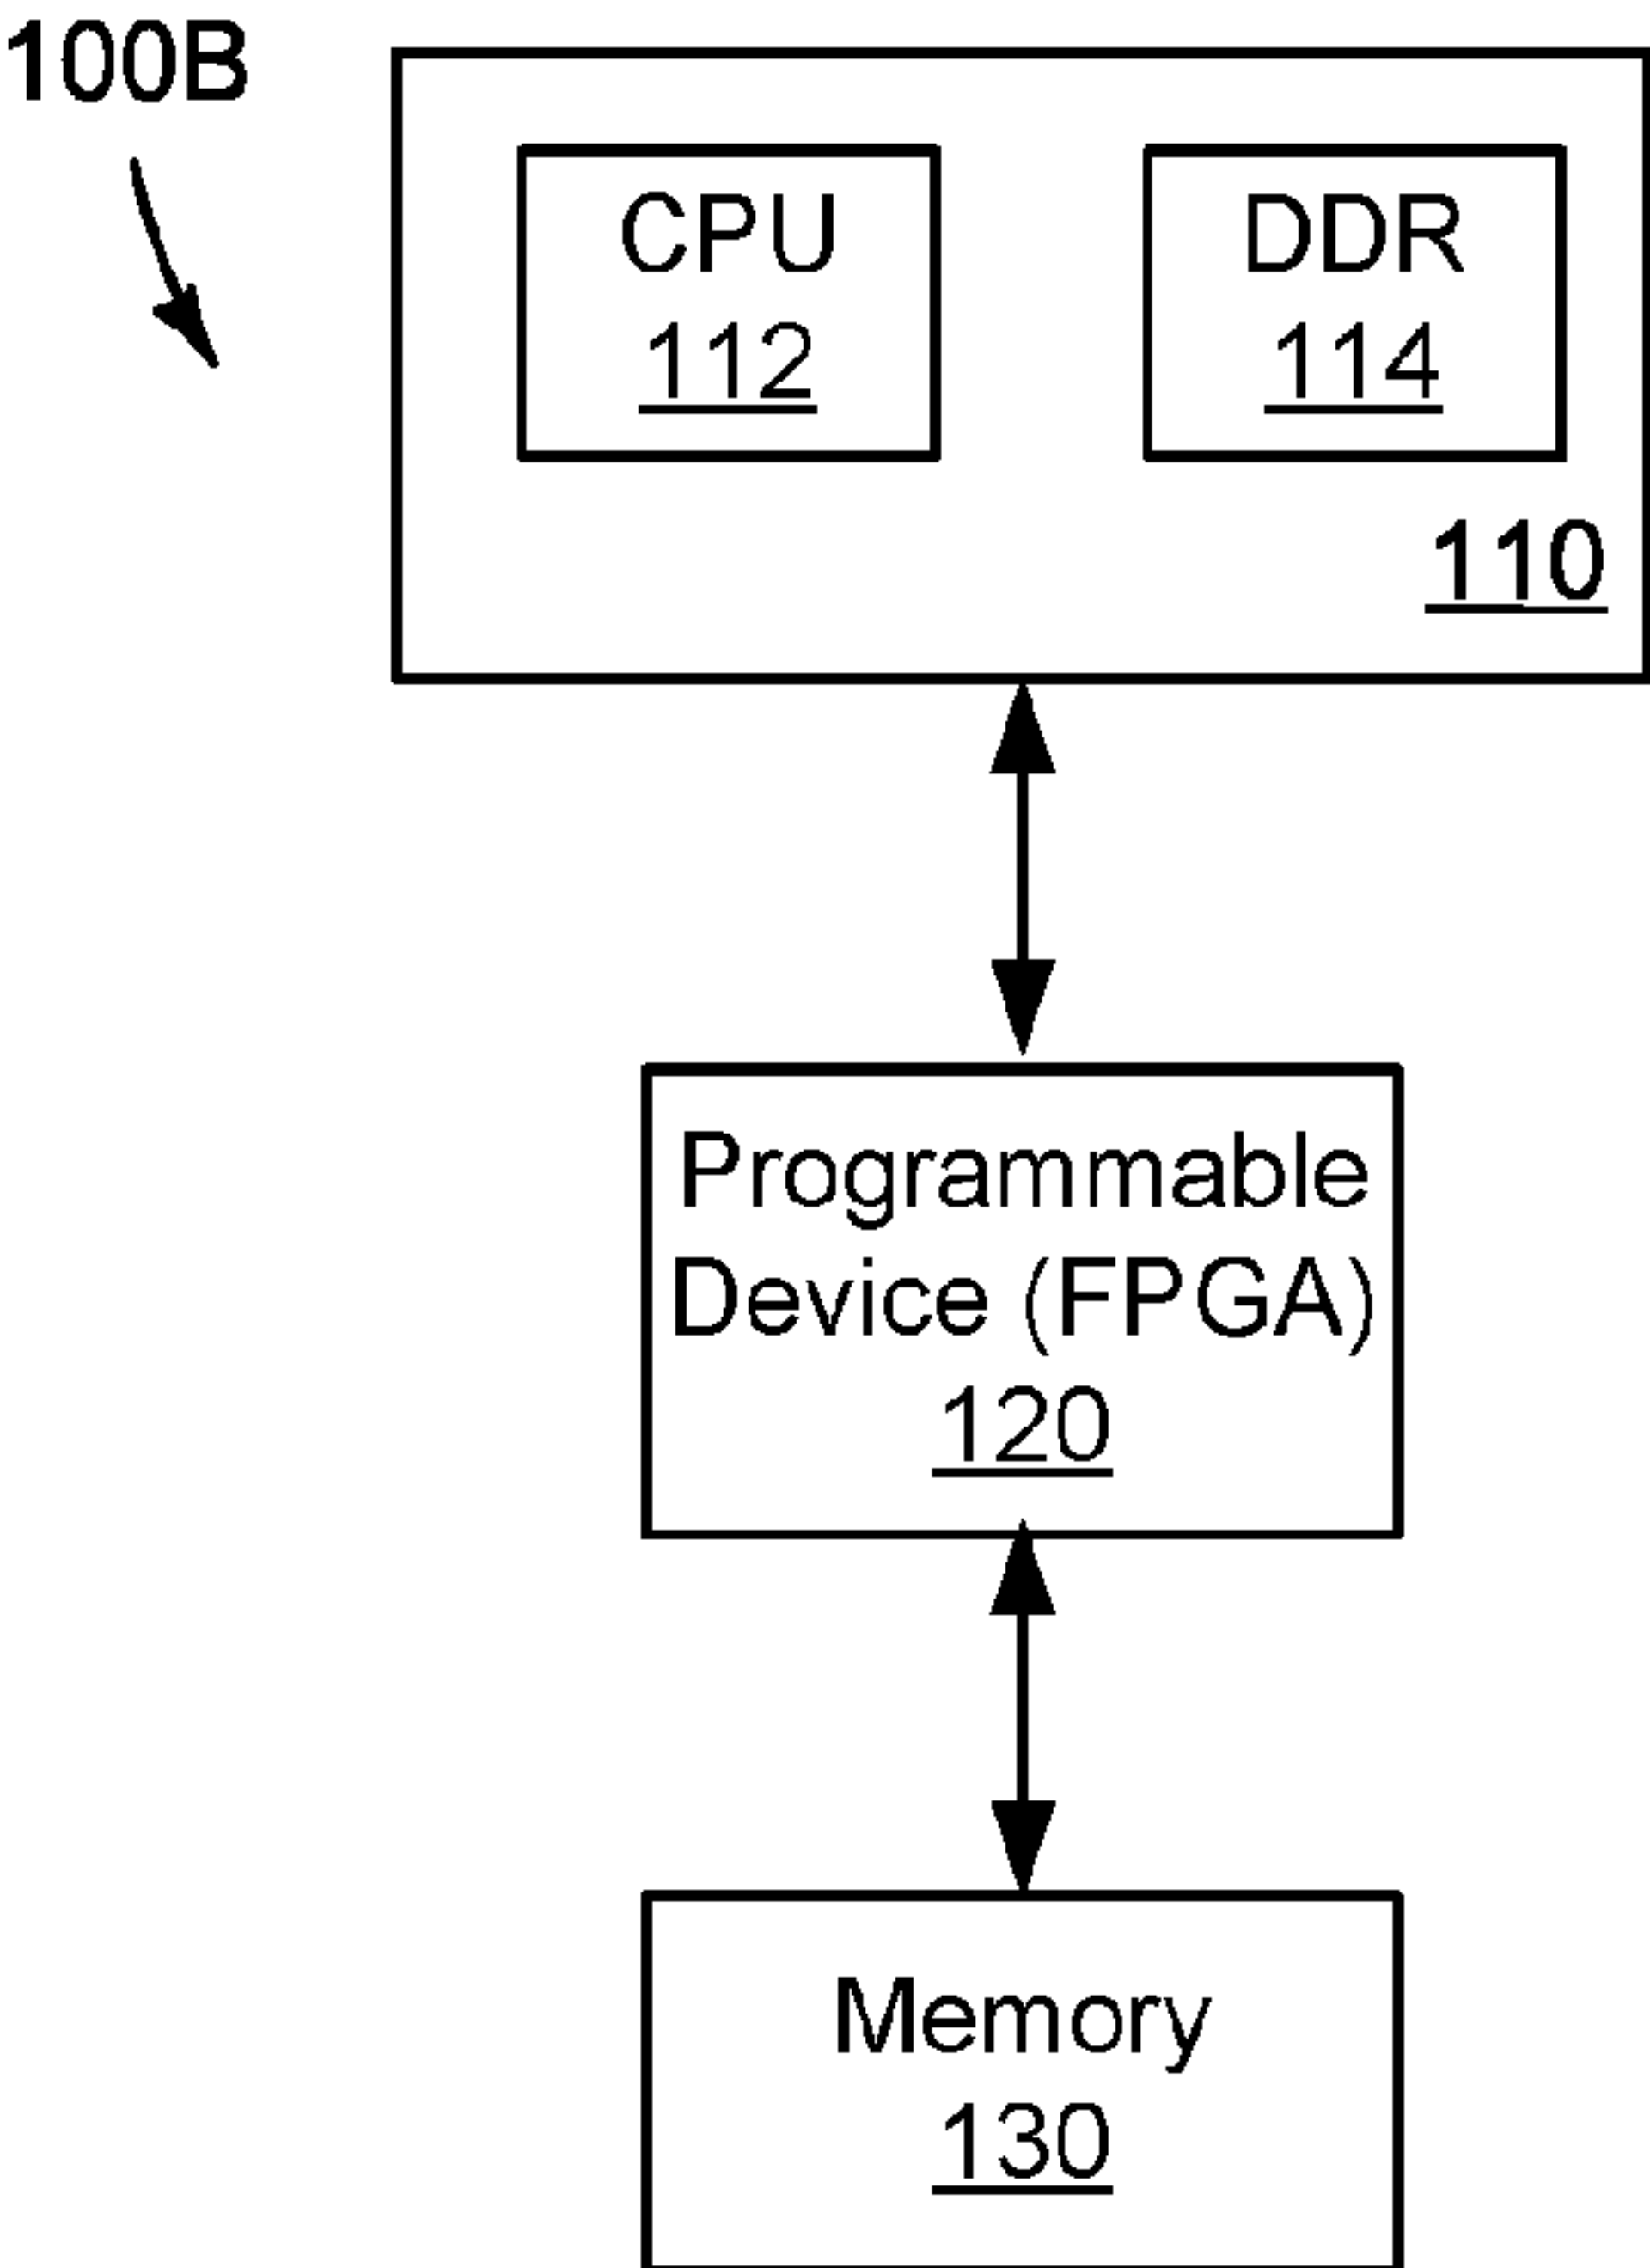 100B
CPU
112
DDR
114
110
Programmable
Device (FPGA)
120
Memory
130